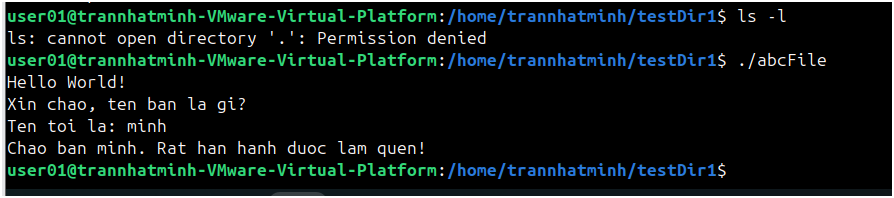 user01@trannhatminh-VMware-Virtual-Platform:/home/trannhatminh/testDir1$ ls -l
ls: cannot open directory '.': Permission denied
user01@trannhatminh-VMware-Virtual-Platform:/home/trannhatminh/testDir1$ ./abcFile
Hello World!
Xin chao, ten ban la gi?
Ten toi la: minh
Chao ban minh. Rat han hanh duoc lam quen!
user01@trannhatminh-VMware-Virtual-Platform:/home/trannhatminh/testDir1$